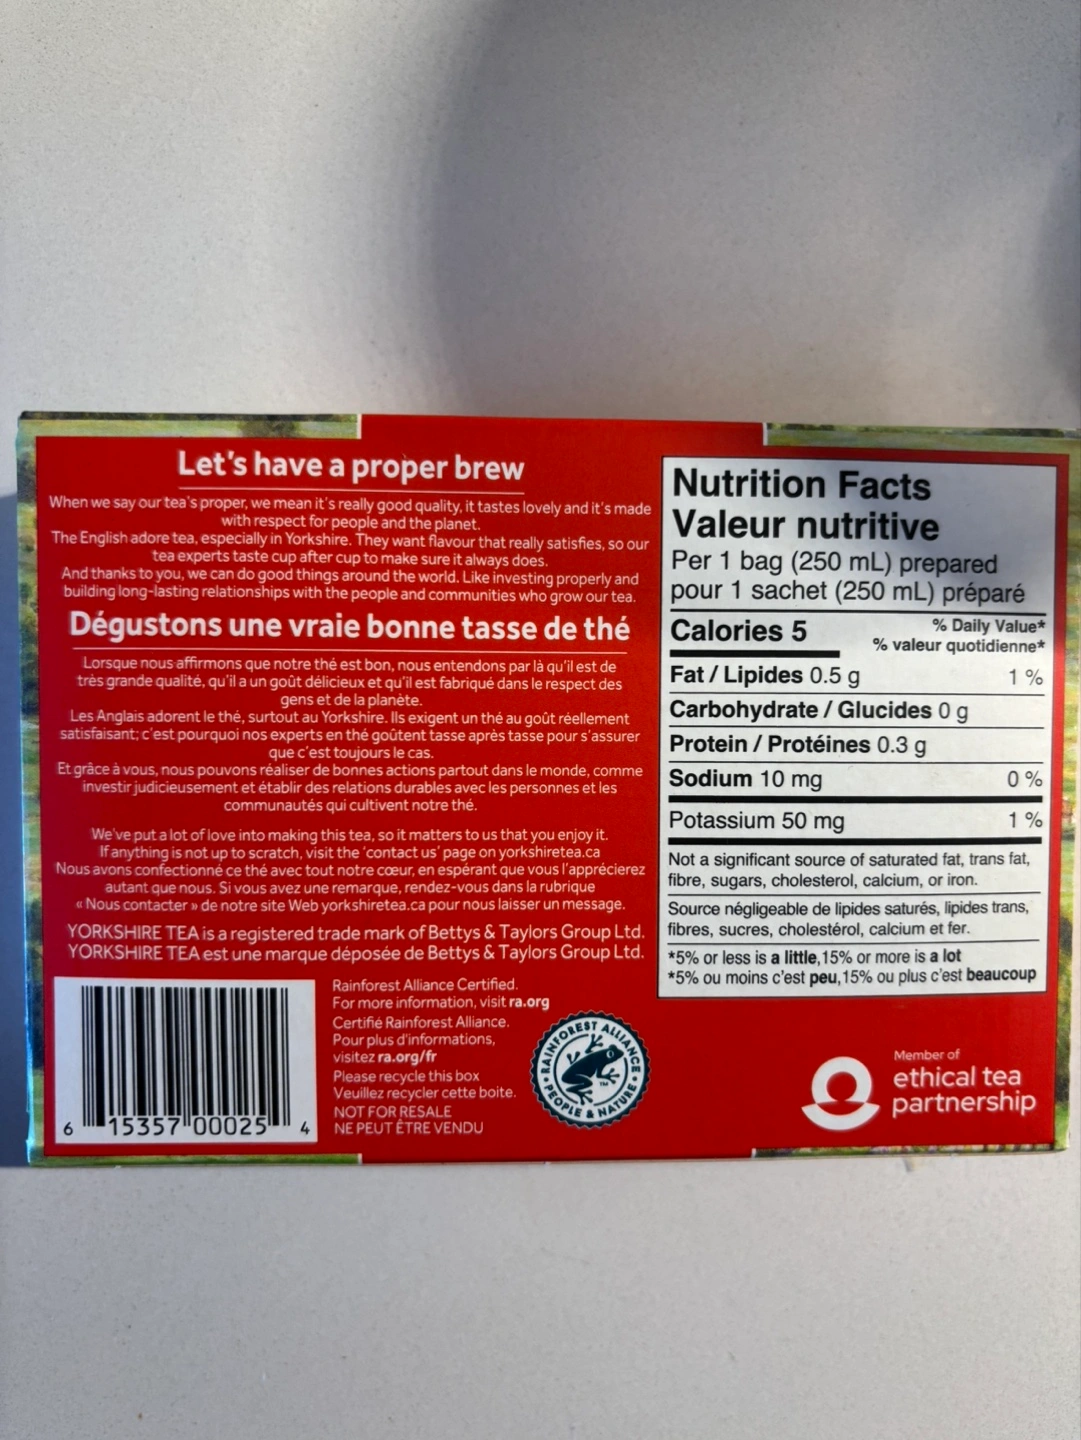 Let's have a proper brew
When we say our tea's proper, we mean it's really good quality, it tastes lovely and it's made
with respect for people and the planet.
The English adore tea, especially in Yorkshire. They want flavour that really satisfies, so our
tea experts taste cup after cup to make sure it always does.
And thanks to you, we can do good things around the world. Like investing properly and
building long-lasting relationships with the people and communities who grow our tea.
Dégustons une vraie bonne tasse de thé
Lorsque nous affirmons que notre thé est bon, nous entendons par là qu'il est de
très grande qualité, qu'il a un goût délicieux et qu'il est fabriqué dans le respect des
gens et de la planète.
Les Anglais adorent le thé, surtout au Yorkshire. Ils exigent un thé au goût réellement
satisfaisant; c'est pourquoi nos experts en thé goûtent tasse après tasse pour s'assurer
que c'est toujours le cas.
Et grâce à vous, nous pouvons réaliser de bonnes actions partout dans le monde, comme
investir judicieusement et établir des relations durables avec les personnes et les
communautés qui cultivent notre thé.
We've put a lot of love into making this tea, so it matters to us that you enjoy it.
If anything is not up to scratch, visit the 'contact us' page on yorkshiretea.ca
Nous avons confectionné ce thé avec tout notre cœur, en espérant que vous l'apprécierez
autant que nous. Si vous avez une remarque, rendez-vous dans la rubrique
« Nous contacter » de notre site Web yorkshiretea.ca pour nous laisser un message.
YORKSHIRE TEA is a registered trade mark of Bettys & Taylors Group Ltd.
YORKSHIRE TEA est une marque déposée de Bettys & Taylors Group Ltd.
6 15357 00025 4
Rainforest Alliance Certified.
For more information, visit ra.org
Certifié Rainforest Alliance.
Pour plus d'informations,
visitez ra.org/fr
Please recycle this box
Veuillez recycler cette boite.
NOT FOR RESALE
NE PEUT ÊTRE VENDU
RAINFOREST ALLIANCE
PEOPLE & NATURE
TM
Nutrition Facts
Valeur nutritive
Per 1 bag (250 mL) prepared
pour 1 sachet (250 mL) préparé
Calories 5
% Daily Value*
% valeur quotidienne*
Fat / Lipides 0.5 g 1 %
Carbohydrate / Glucides 0 g
Protein / Protéines 0.3 g
Sodium 10 mg 0 %
Potassium 50 mg 1 %
Not a significant source of saturated fat, trans fat,
fibre, sugars, cholesterol, calcium, or iron.
Source négligeable de lipides saturés, lipides trans,
fibres, sucres, cholestérol, calcium et fer.
*5% or less is a little, 15% or more is a lot
*5% ou moins c'est peu, 15% ou plus c'est beaucoup
Member of
ethical tea
partnership